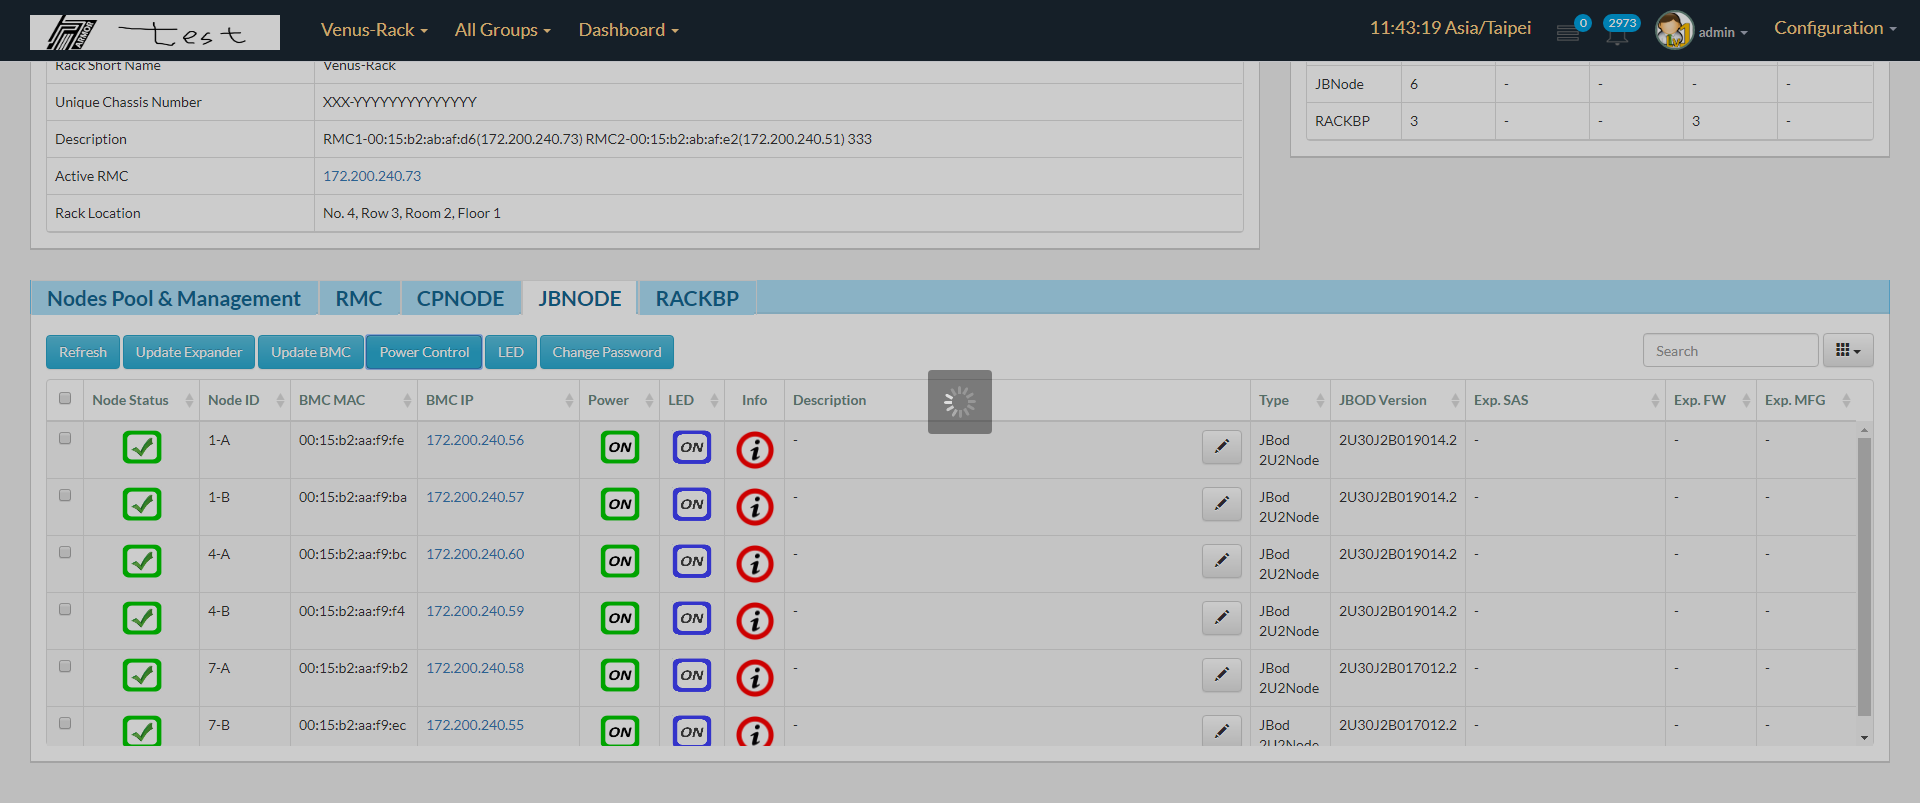 ARMOR test Venus-Rack All Groups Dashboard 11:43:19 Asia/Taipei 0 2973 admin Configuration
Rack Short Name Venus-Rack
Unique Chassis Number XXX-YYYYYYYYYYYYYY
Description RMC1-00:15:b2:ab:af:d6(172.200.240.73) RMC2-00:15:b2:ab:af:e2(172.200.240.51) 333
Active RMC 172.200.240.73
Rack Location No. 4, Row 3, Room 2, Floor 1
JBNode 6 - - - -
RACKBP 3 - - 3 -
Nodes Pool & Management RMC CPNODE JBNODE RACKBP
Refresh Update Expander Update BMC Power Control LED Change Password Search
Node Status Node ID BMC MAC BMC IP Power LED Info Description Type JBOD Version Exp. SAS Exp. FW Exp. MFG
1-A 00:15:b2:aa:f9:fe 172.200.240.56 ON ON i - JBod 2U30J2B019014.2 - - -
2U2Node
1-B 00:15:b2:aa:f9:ba 172.200.240.57 ON ON i - JBod 2U30J2B019014.2 - - -
2U2Node
4-A 00:15:b2:aa:f9:bc 172.200.240.60 ON ON i - JBod 2U30J2B019014.2 - - -
2U2Node
4-B 00:15:b2:aa:f9:f4 172.200.240.59 ON ON i - JBod 2U30J2B019014.2 - - -
2U2Node
7-A 00:15:b2:aa:f9:b2 172.200.240.58 ON ON i - JBod 2U30J2B017012.2 - - -
2U2Node
7-B 00:15:b2:aa:f9:ec 172.200.240.55 ON ON i - JBod 2U30J2B017012.2 - - -
2U2Node